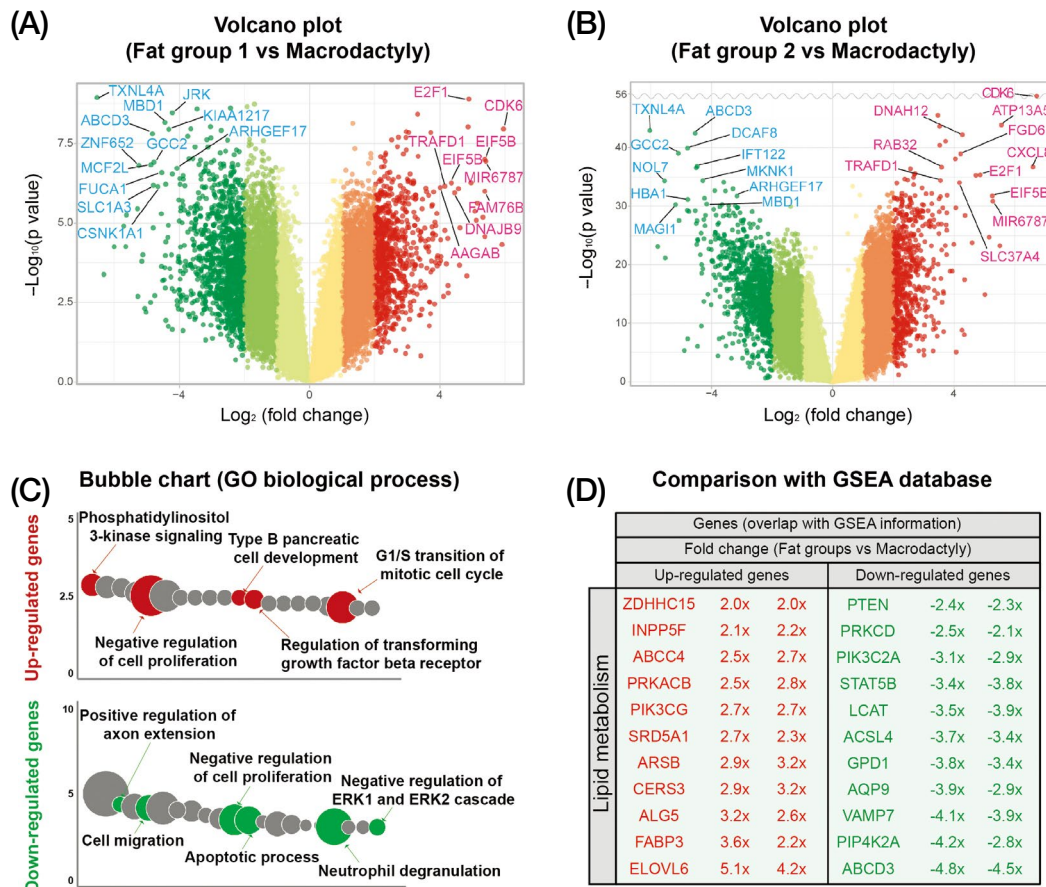 (A)
Volcano plot
(Fat group 1 vs Macrodactyly)
TXNL4A
MBD1
JRK
ABCD3
KIAA1217
ZNF652
GCC2
ARHGEF17
MCF2L
FUCA1
SLC1A3
CSNK1A1
E2F1
CDK6
TRAFD1
EIF5B
EIF5B
MIR6787
FAM76B
DNAJB9
AAGAB
7.5
5.0
2.5
0.0
−Log₁₀(p value)
−4
0
4
Log₂ (fold change)
(B)
Volcano plot
(Fat group 2 vs Macrodactyly)
56
40
30
20
10
0
−Log₁₀(p value)
TXNL4A
ABCD3
GCC2
DCAF8
NOL7
IFT122
MKNK1
HBA1
ARHGEF17
MBD1
MAGI1
CDK6
DNAH12
ATP13A5
FGD6
RAB32
CXCL8
TRAFD1
E2F1
EIF5B
MIR6787
SLC37A4
−4
0
4
Log₂ (fold change)
(C)
Bubble chart (GO biological process)
Up-regulated genes
5
2.5
0
Phosphatidylinositol
3-kinase signaling
Type B pancreatic
cell development
G1/S transition of
mitotic cell cycle
Negative regulation
of cell proliferation
Regulation of transforming
growth factor beta receptor
Down-regulated genes
10
5
0
Positive regulation of
axon extension
Negative regulation
of cell proliferation
Negative regulation of
ERK1 and ERK2 cascade
Cell migration
Apoptotic process
Neutrophil degranulation
(D)
Comparison with GSEA database
Genes (overlap with GSEA information)
Fold change (Fat groups vs Macrodactyly)
Up-regulated genes Down-regulated genes
Lipid metabolism
ZDHHC15 2.0x 2.0x PTEN -2.4x -2.3x
INPP5F 2.1x 2.2x PRKCD -2.5x -2.1x
ABCC4 2.5x 2.7x PIK3C2A -3.1x -2.9x
PRKACB 2.5x 2.8x STAT5B -3.4x -3.8x
PIK3CG 2.7x 2.7x LCAT -3.5x -3.9x
SRD5A1 2.7x 2.3x ACSL4 -3.7x -3.4x
ARSB 2.9x 3.2x GPD1 -3.8x -3.4x
CERS3 2.9x 3.2x AQP9 -3.9x -2.9x
ALG5 3.2x 2.6x VAMP7 -4.1x -3.9x
FABP3 3.6x 2.2x PIP4K2A -4.2x -2.8x
ELOVL6 5.1x 4.2x ABCD3 -4.8x -4.5x